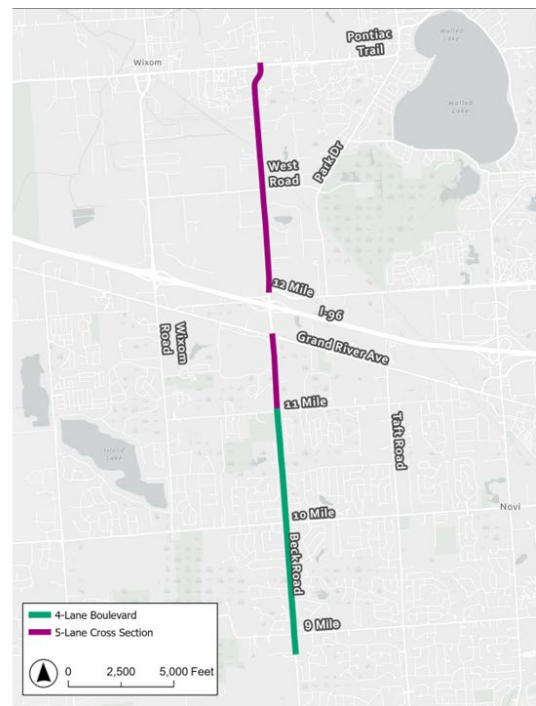 Pontiac
Trail
Walled
Lake
Wixom
Walled
Lake
West
Road
Park Dr
12 Mile
I-96
Grand River Ave
Wixom
Road
11 Mile
Taft Road
Island
Lake
10 Mile
Novi
Beck Road
9 Mile
4-Lane Boulevard
5-Lane Cross Section
0 2,500 5,000 Feet